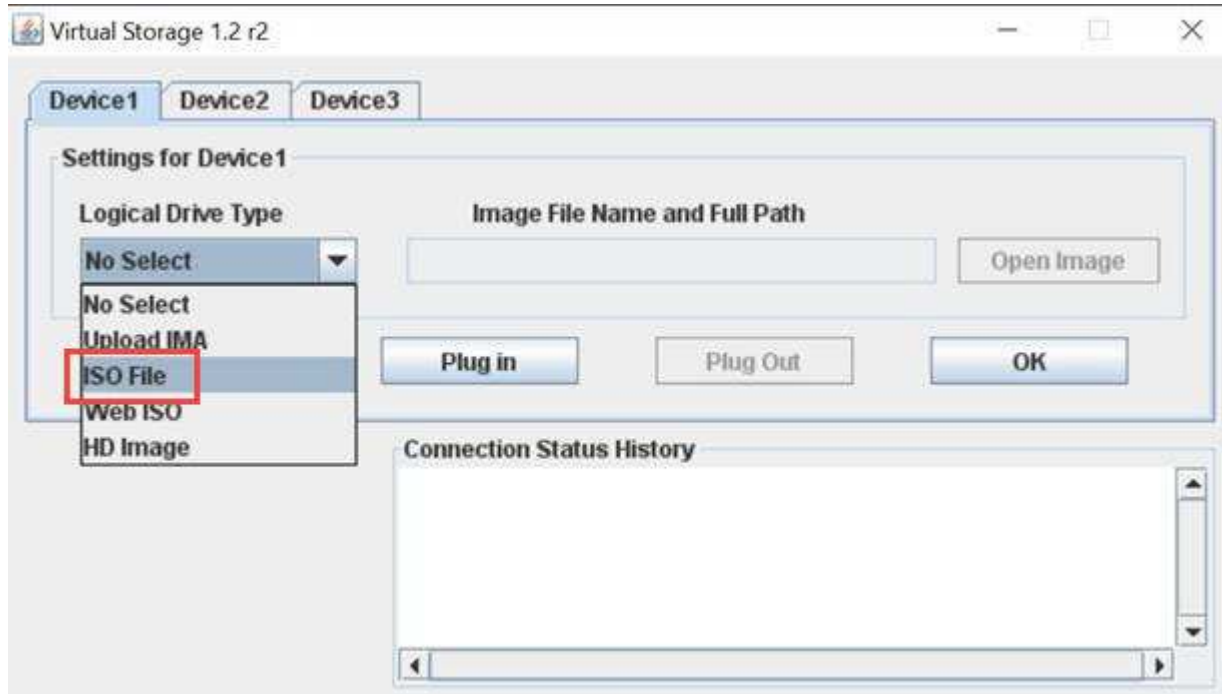 Virtual Storage 1.2 r2
Device1 Device2 Device3
Settings for Device1
Logical Drive Type Image File Name and Full Path
No Select Open Image
No Select
Upload IMA
ISO File
Web ISO
HD Image
Plug in Plug Out OK
Connection Status History